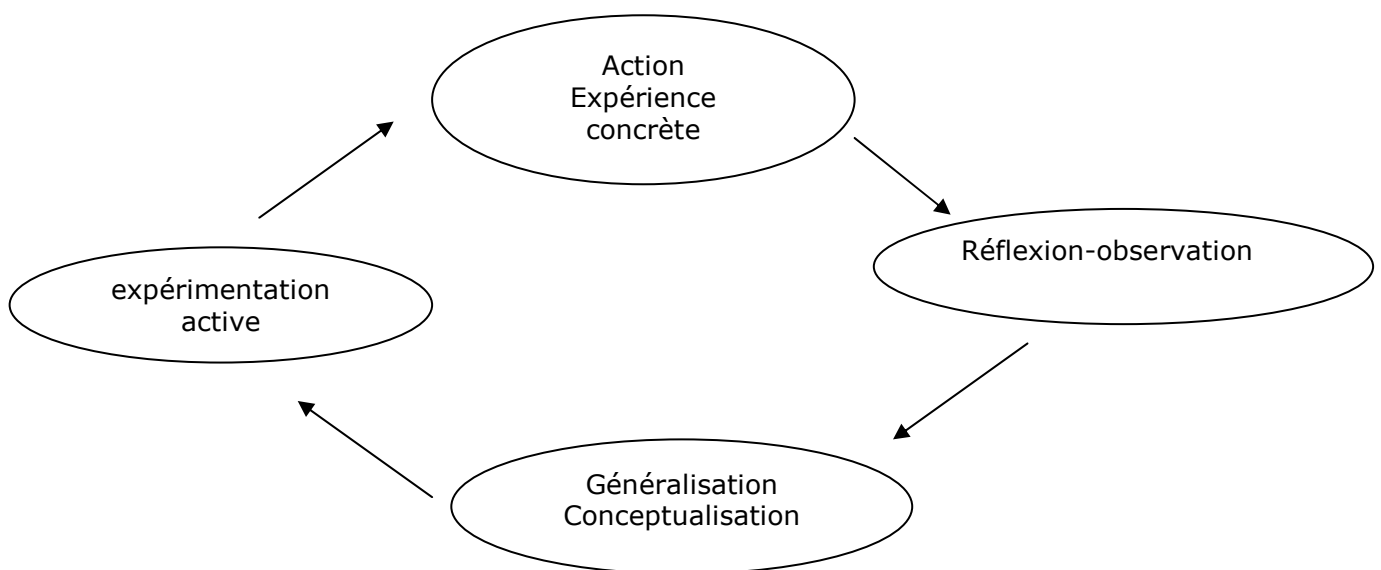 Action
Expérience
concrète
Réflexion-observation
expérimentation
active
Généralisation
Conceptualisation